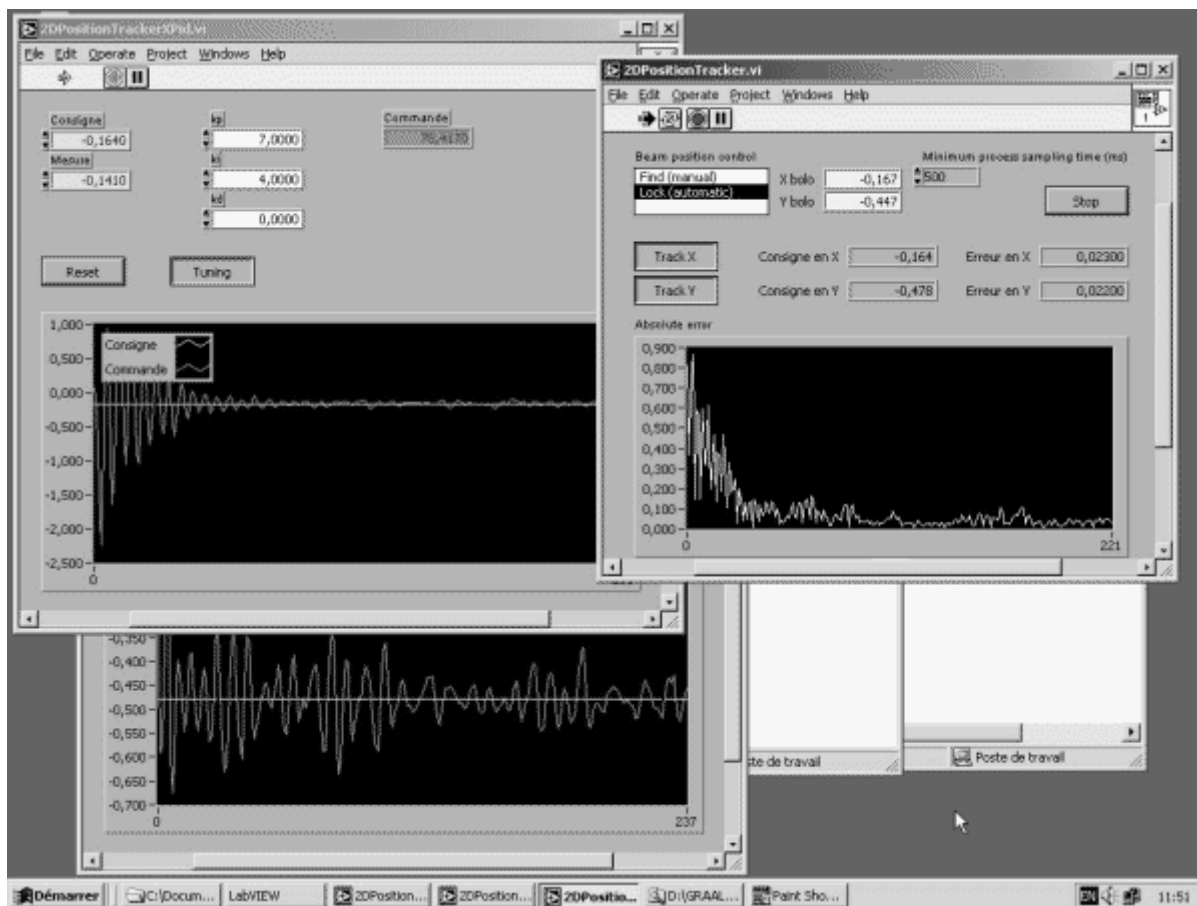 2DPositionTrackerXPid.vi
File Edit Operate Project Windows Help
Consigne
-0,1640
Mesure
-0,1410
kp
7,0000
ki
4,0000
kd
0,0000
Commande
Reset
Tuning
1,000
0,500
0,000
-0,500
-1,000
-1,500
-2,000
-2,500
Consigne
Commande
0
2DPositionTracker.vi
File Edit Operate Project Windows Help
1
Beam position control
Find (manual)
Lock (automatic)
X bolo -0,167
Y bolo -0,447
Minimum process sampling time (ms)
500
Stop
Track X Consigne en X -0,164 Erreur en X 0,02300
Track Y Consigne en Y -0,478 Erreur en Y 0,02200
Absolute error
0,900
0,800
0,700
0,600
0,500
0,400
0,300
0,200
0,100
0,000
0 221
-0,350
-0,400
-0,450
-0,500
-0,550
-0,600
-0,650
-0,700
0 237
ste de travail
Poste de travail
Démarrer C:\Docum... LabVIEW 2DPosition... 2DPosition... 2DPositio... D:\GRAAL... Paint Sho... 11:51